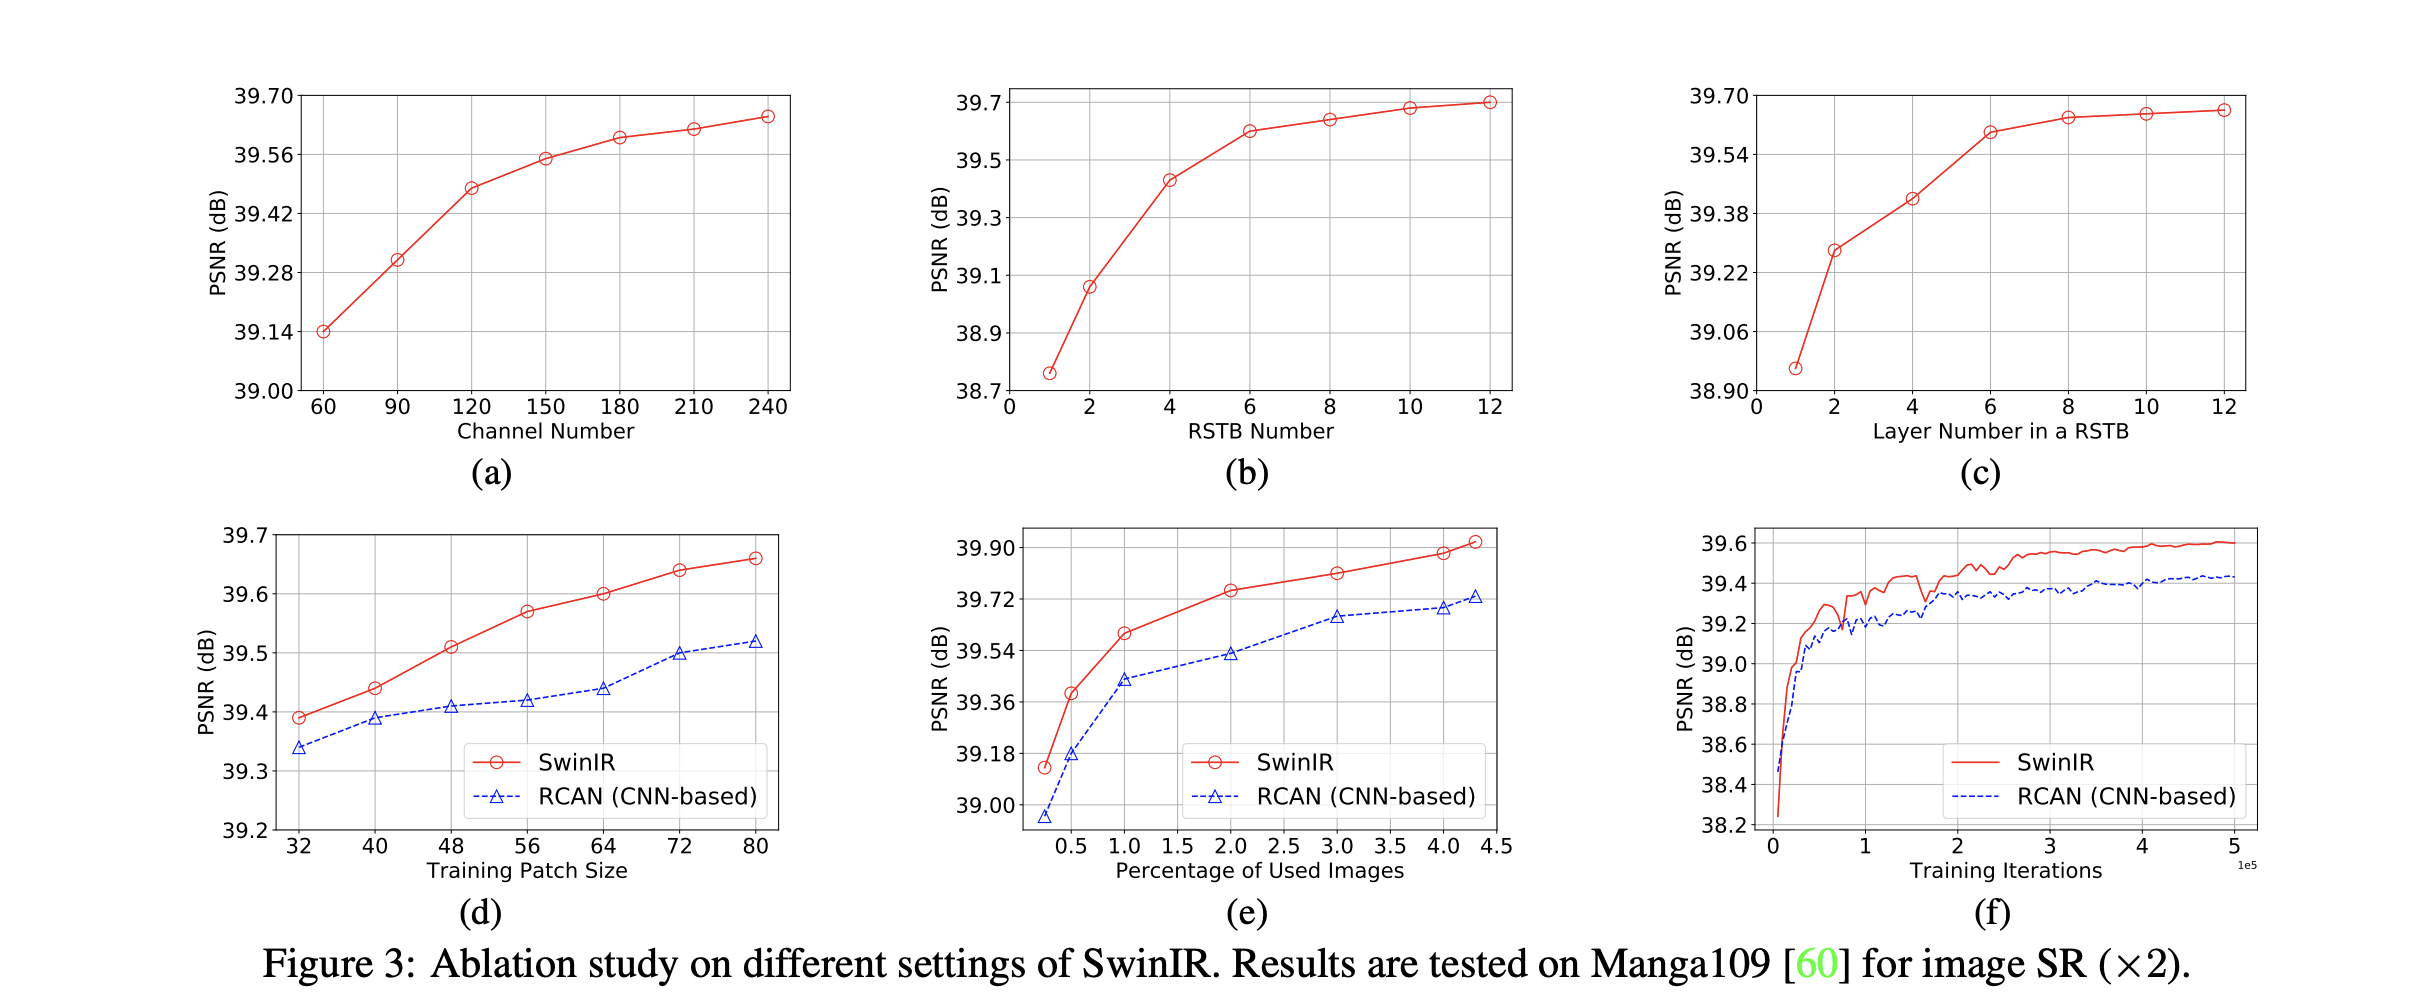 39.70
39.56
39.42
39.28
39.14
39.00
PSNR (dB)
60 90 120 150 180 210 240
Channel Number
(a)
39.7
39.5
39.3
39.1
38.9
38.7
PSNR (dB)
0 2 4 6 8 10 12
RSTB Number
(b)
39.70
39.54
39.38
39.22
39.06
38.90
PSNR (dB)
0 2 4 6 8 10 12
Layer Number in a RSTB
(c)
39.7
39.6
39.5
39.4
39.3
39.2
PSNR (dB)
SwinIR
RCAN (CNN-based)
32 40 48 56 64 72 80
Training Patch Size
(d)
39.90
39.72
39.54
39.36
39.18
39.00
PSNR (dB)
SwinIR
RCAN (CNN-based)
0.5 1.0 1.5 2.0 2.5 3.0 3.5 4.0 4.5
Percentage of Used Images
(e)
39.6
39.4
39.2
39.0
38.8
38.6
38.4
38.2
PSNR (dB)
SwinIR
RCAN (CNN-based)
0 1 2 3 4 5
1e5
Training Iterations
(f)
Figure 3: Ablation study on different settings of SwinIR. Results are tested on Manga109 [60] for image SR (×2).